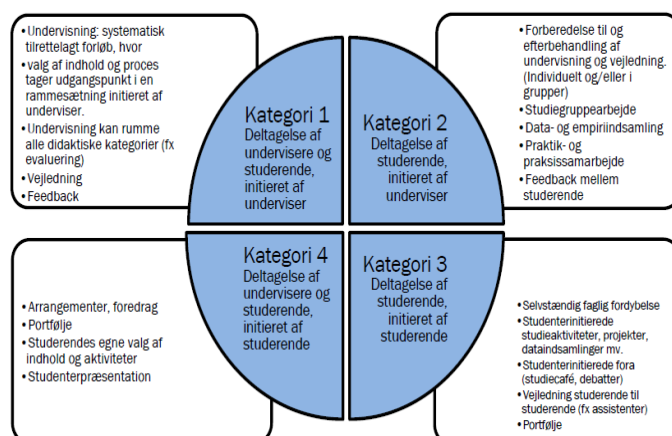 • Undervisning: systematisk
tilrettelagt forløb, hvor
• valg af indhold og proces
tager udgangspunkt i en
rammesætning initieret af
underviser.
• Undervisning kan rumme
alle didaktiske kategorier (fx
evaluering)
• Vejledning
• Feedback
Kategori 1
Deltagelse af
undervisere og
studerende,
initieret af
underviser
Kategori 2
Deltagelse af
studerende,
initieret af
underviser
• Forberedelse til og
efterbehandling af
undervisning og vejledning.
(Individuelt og/eller i
grupper)
• Studiegruppearbejde
• Data- og empiriindsamling
• Praktik- og
praksissamarbejde
• Feedback mellem
studerende
• Arrangementer, foredrag
• Portfølje
• Studerendes egne valg af
indhold og aktiviteter
• Studenterpræsentation
Kategori 4
Deltagelse af
undervisere og
studerende,
initieret af
studerende
Kategori 3
Deltagelse af
studerende,
initieret af
studerende
• Selvstændig faglig fordybelse
• Studenterinitierede
studieaktiviteter, projekter,
dataindsamlinger mv.
• Studenterinitierede fora
(studiecafé, debatter)
• Vejledning studerende til
studerende (fx assistenter)
• Portfølje